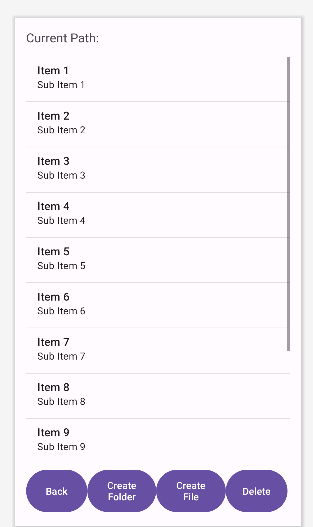 Current Path:
Item 1
Sub Item 1
Item 2
Sub Item 2
Item 3
Sub Item 3
Item 4
Sub Item 4
Item 5
Sub Item 5
Item 6
Sub Item 6
Item 7
Sub Item 7
Item 8
Sub Item 8
Item 9
Sub Item 9
Back
Create
Folder
Create
File
Delete